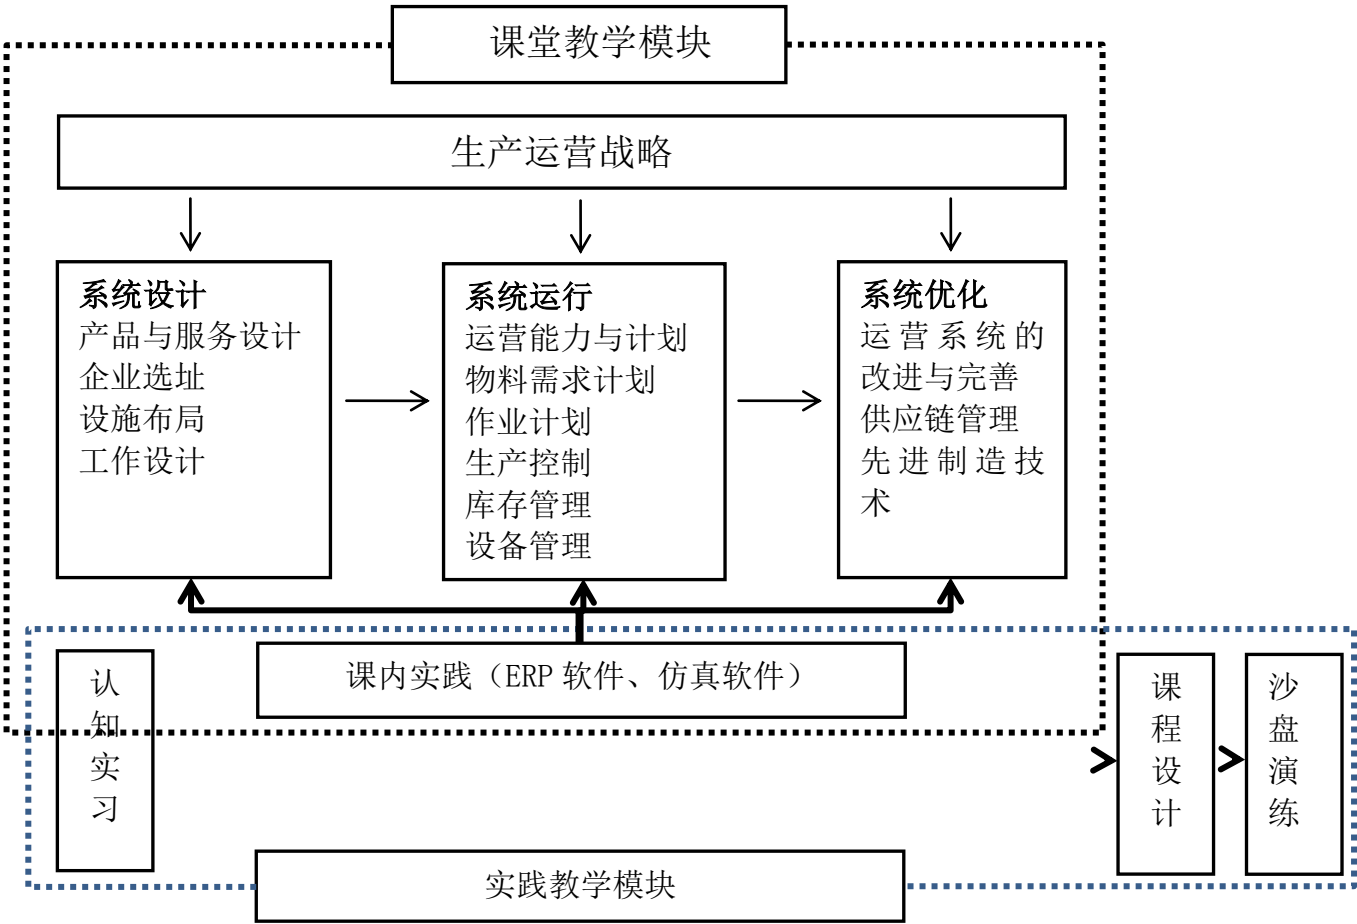 课堂教学模块
生产运营战略
系统设计
产品与服务设计
企业选址
设施布局
工作设计
系统运行
运营能力与计划
物料需求计划
作业计划
生产控制
库存管理
设备管理
系统优化
运营系统的
改进与完善
供应链管理
先进制造技
术
认
知
实
习
课内实践（ERP 软件、仿真软件）
课
程
设
计
沙
盘
演
练
实践教学模块